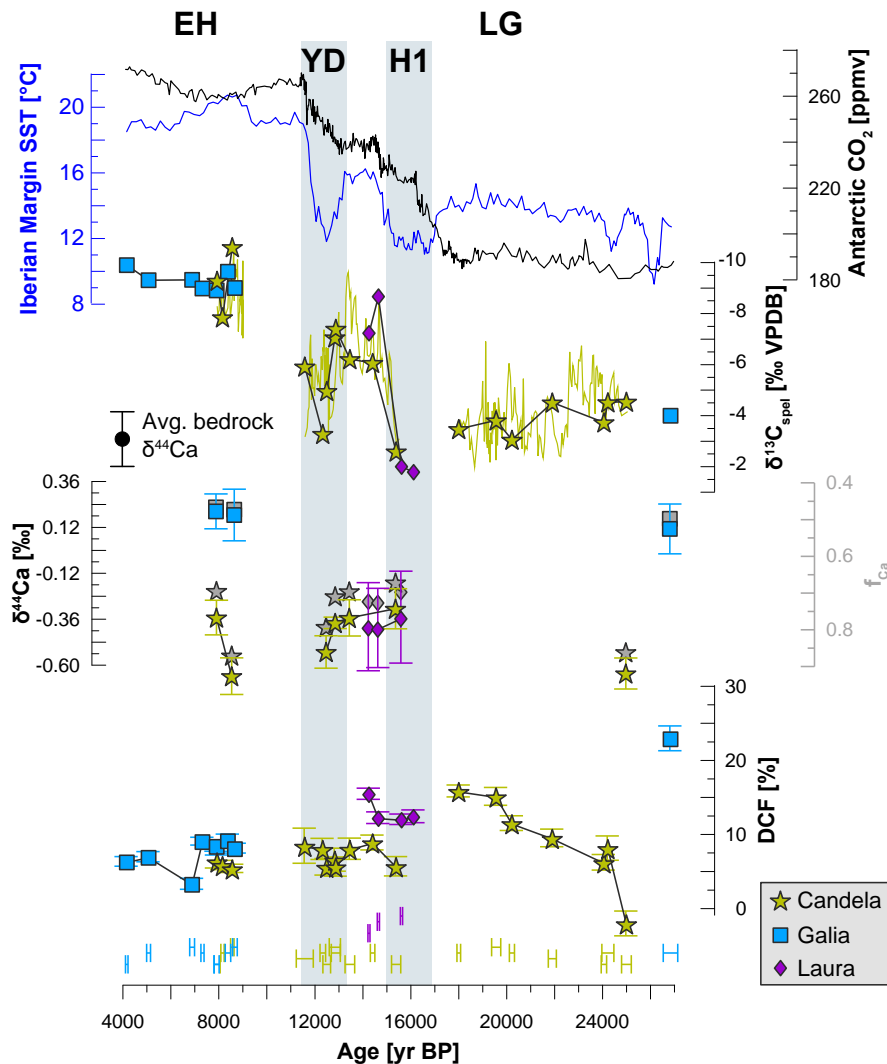 EH
LG
YD
H1
Iberian Margin SST [°C]
20
16
12
8
Antarctic CO2 [ppmv]
260
220
180
-10
-8
-6
-4
-2
δ13Cspel [‰ VPDB]
Avg. bedrock
δ44Ca
δ44Ca [‰]
0.36
0.12
-0.12
-0.36
-0.60
0.4
0.6
0.8
fCa
30
20
10
0
DCF [%]
Candela
Galia
Laura
4000 8000 12000 16000 20000 24000
Age [yr BP]